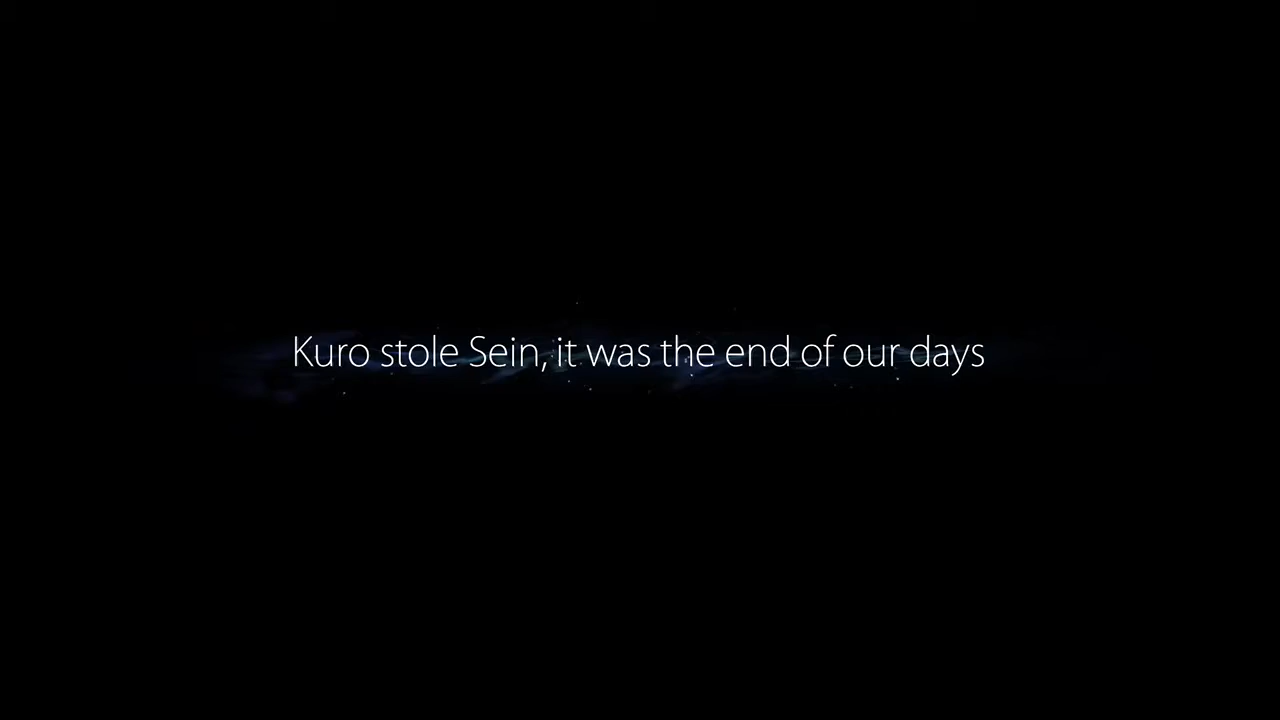 Kuro stole Sein, it was the end of our days